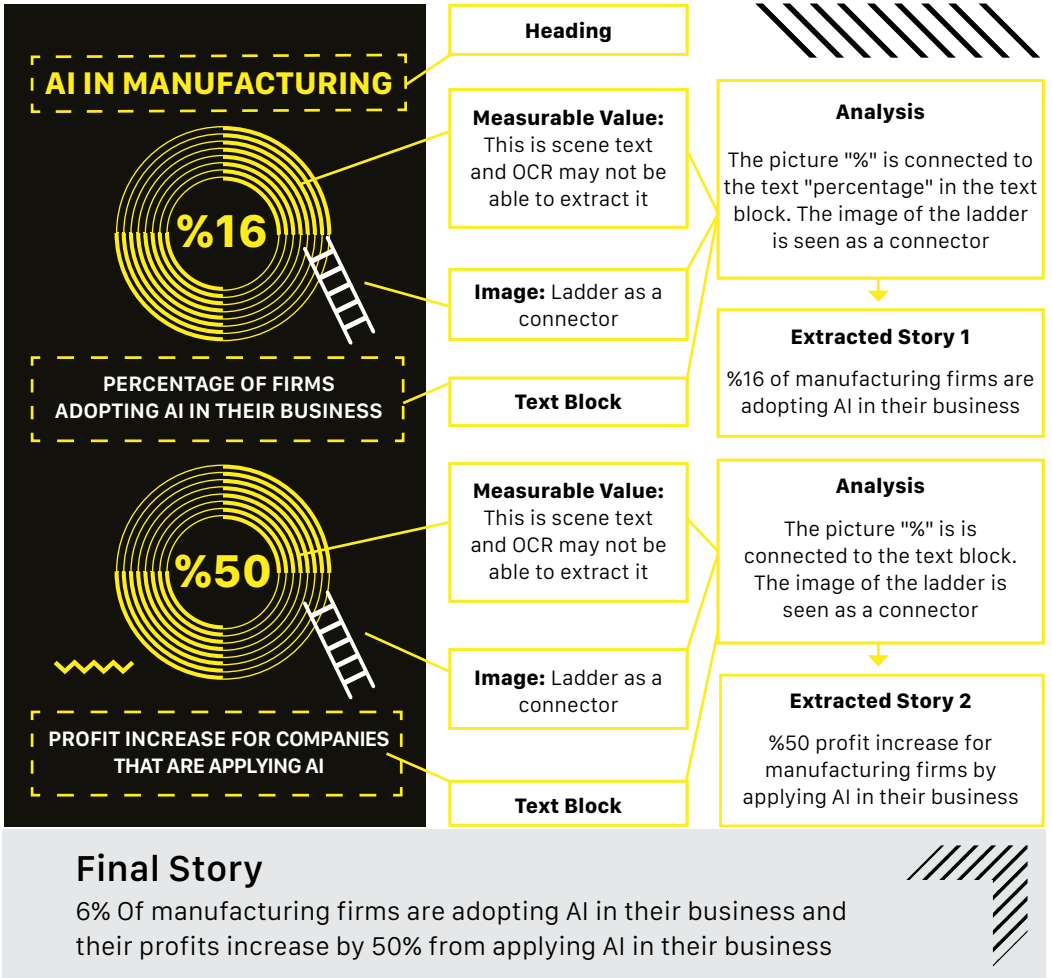 AI IN MANUFACTURING
%16
PERCENTAGE OF FIRMS
ADOPTING AI IN THEIR BUSINESS
%50
PROFIT INCREASE FOR COMPANIES
THAT ARE APPLYING AI
Heading
Measurable Value:
This is scene text
and OCR may not be
able to extract it
Image: Ladder as a
connector
Text Block
Measurable Value:
This is scene text
and OCR may not be
able to extract it
Image: Ladder as a
connector
Text Block
Analysis
The picture "%" is connected to
the text "percentage" in the text
block. The image of the ladder
is seen as a connector
Extracted Story 1
%16 of manufacturing firms are
adopting AI in their business
Analysis
The picture "%" is is
connected to the text block.
The image of the ladder is
seen as a connector
Extracted Story 2
%50 profit increase for
manufacturing firms by
applying AI in their business
Final Story
6% Of manufacturing firms are adopting AI in their business and
their profits increase by 50% from applying AI in their business